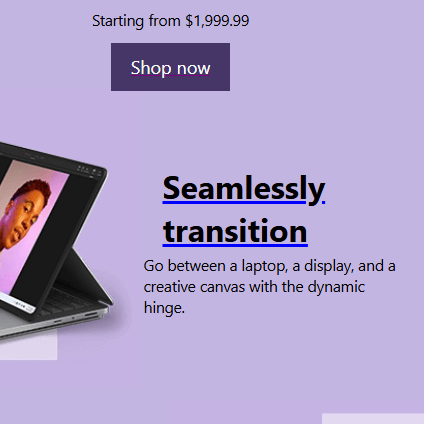 Starting from $1,999.99
Shop now
Seamlessly
transition
Go between a laptop, a display, and a
creative canvas with the dynamic
hinge.